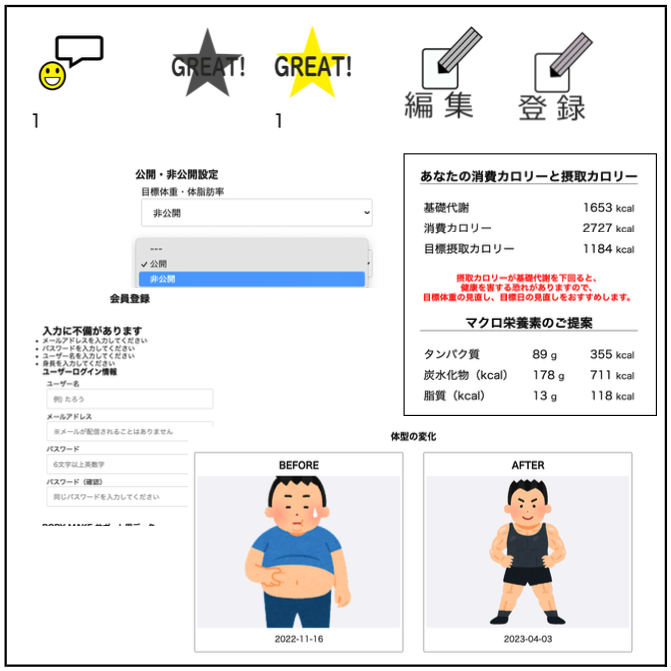 GREAT!
GREAT!
1
1
編集
登録
公開・非公開設定
目標体重・体脂肪率
非公開
---
✓ 公開
非公開
あなたの消費カロリーと摂取カロリー
基礎代謝 1653 kcal
消費カロリー 2727 kcal
目標摂取カロリー 1184 kcal
摂取カロリーが基礎代謝を下回ると、
健康を害する恐れがありますので、
目標体重の見直し、目標日の見直しをおすすめします。
マクロ栄養素のご提案
タンパク質 89 g 355 kcal
炭水化物（kcal） 178 g 711 kcal
脂質（kcal） 13 g 118 kcal
会員登録
入力に不備があります
• メールアドレスを入力してください
• パスワードを入力してください
• ユーザー名を入力してください
• 身長を入力してください
ユーザーログイン情報
ユーザー名
例) たろう
メールアドレス
※メールが配信されることはありません
パスワード
6文字以上英数字
パスワード（確認）
同じパスワードを入力してください
体型の変化
BEFORE
2022-11-16
AFTER
2023-04-03